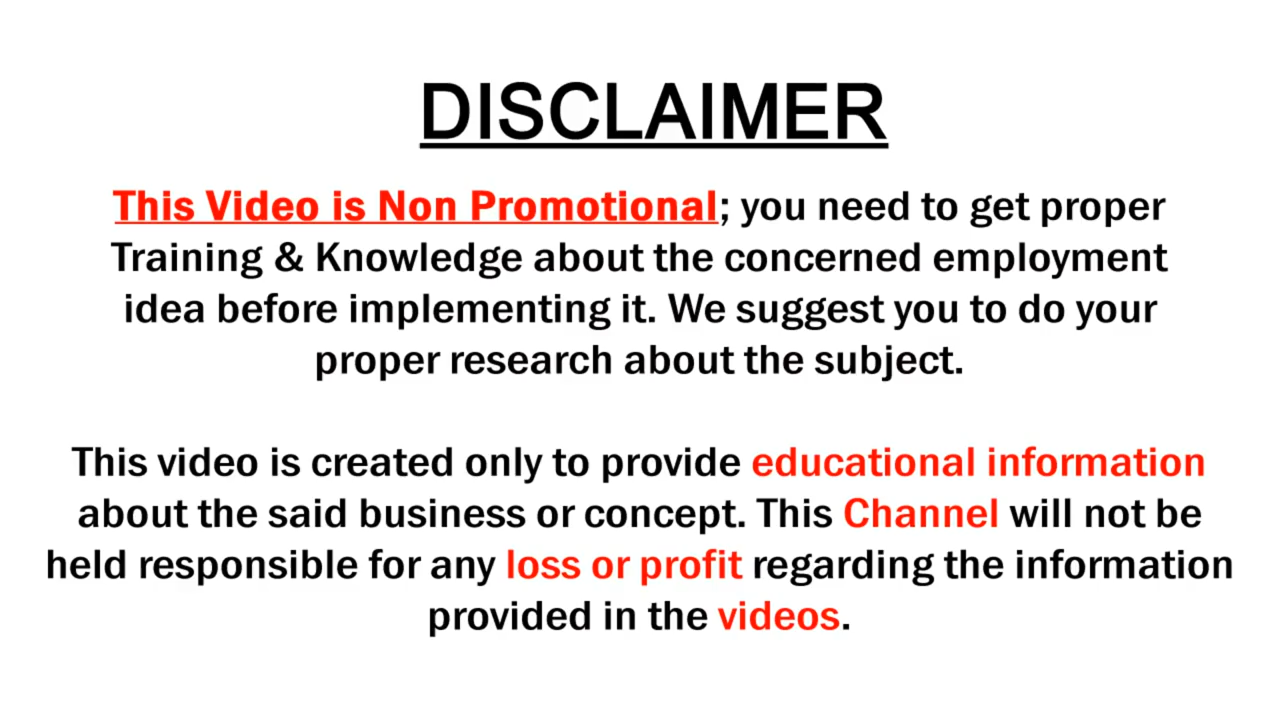 DISCLAIMER
This Video is Non Promotional; you need to get proper
Training & Knowledge about the concerned employment
idea before implementing it. We suggest you to do your
proper research about the subject.
This video is created only to provide educational information
about the said business or concept. This Channel will not be
held responsible for any loss or profit regarding the information
provided in the videos.